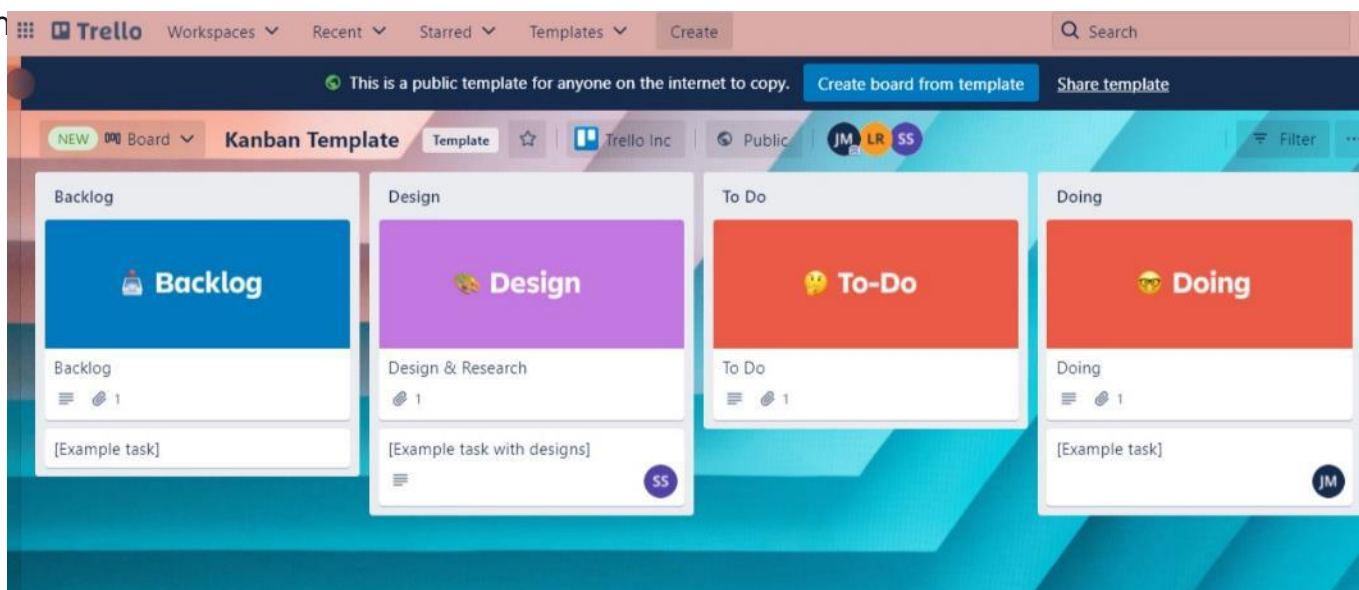 Trello Workspaces Recent Starred Templates Create Search
This is a public template for anyone on the internet to copy. Create board from template Share template
NEW Board Kanban Template Template Trello Inc Public JM LR SS Filter
Backlog
Backlog
Backlog
1
[Example task]
Design
Design
Design & Research
1
[Example task with designs]
SS
To Do
To-Do
To Do
1
Doing
Doing
Doing
1
[Example task]
JM